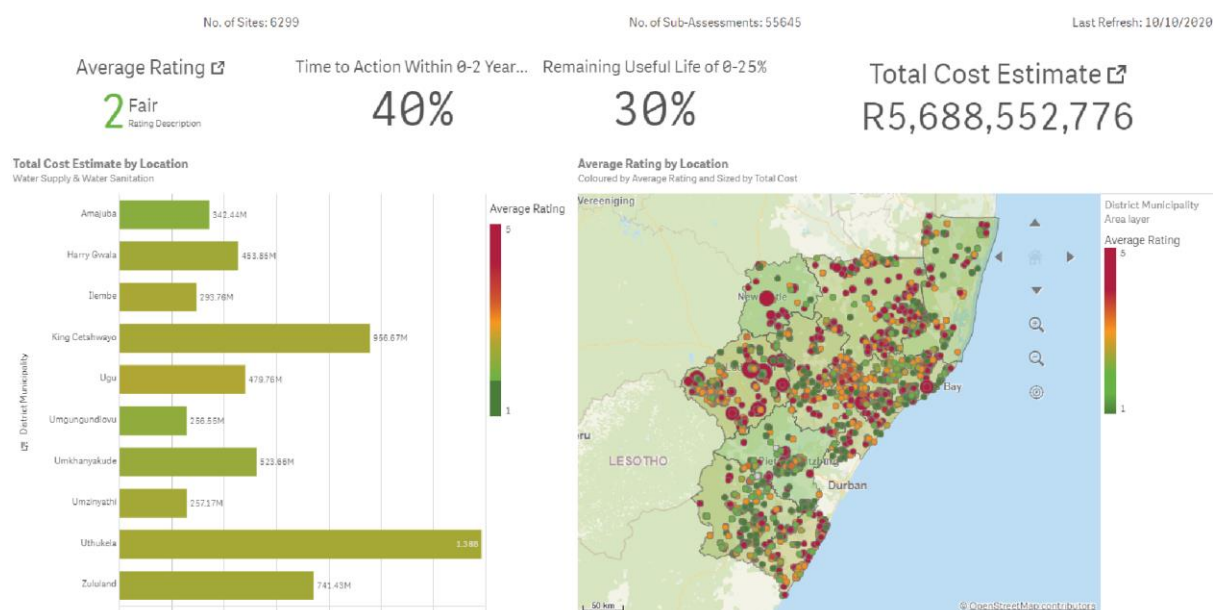 No. of Sites: 6299
No. of Sub-Assessments: 55645
Last Refresh: 10/10/2020
Average Rating
2 Fair
Rating Description
Time to Action Within 0-2 Year...
40%
Remaining Useful Life of 0-25%
30%
Total Cost Estimate
R5,688,552,776
Total Cost Estimate by Location
Water Supply & Water Sanitation
District Municipality
Amajuba
342.44M
Harry Gwala
453.86M
Ilembe
293.76M
King Cetshwayo
956.67M
Ugu
479.76M
Umgungundlovu
256.55M
Umkhanyakude
523.66M
Umzinyathi
257.17M
Uthukela
1.38B
Zululand
741.43M
Average Rating
5
1
Average Rating by Location
Coloured by Average Rating and Sized by Total Cost
Vereeniging
LESOTHO
Durban
Bay
50 km
© OpenStreetMap contributors
District Municipality
Area layer
Average Rating
5
1